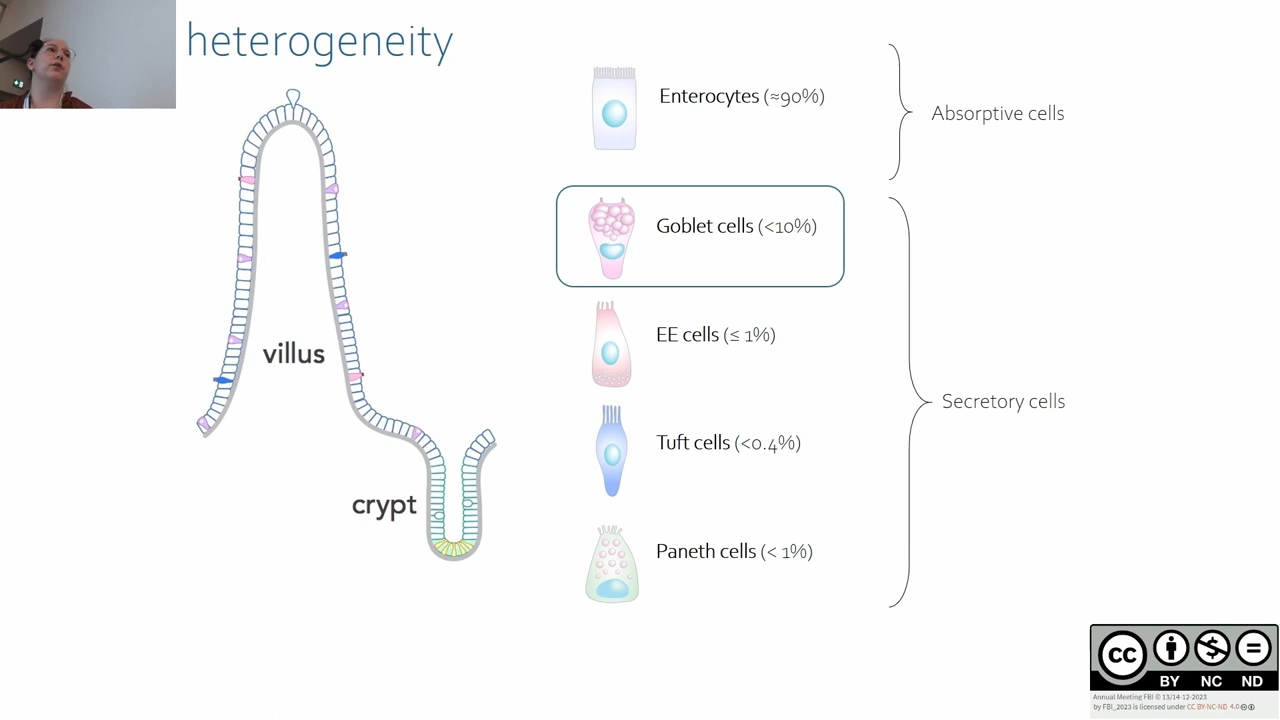 heterogeneity
Enterocytes (≈90%)
Absorptive cells
Goblet cells (<10%)
EE cells (≤ 1%)
villus
Secretory cells
Tuft cells (<0.4%)
crypt
Paneth cells (< 1%)
CC
BY NC ND
Annual Meeting FBI © 13/14-12-2023
by FBI_2023 is licensed under CC BY-NC-ND 4.0